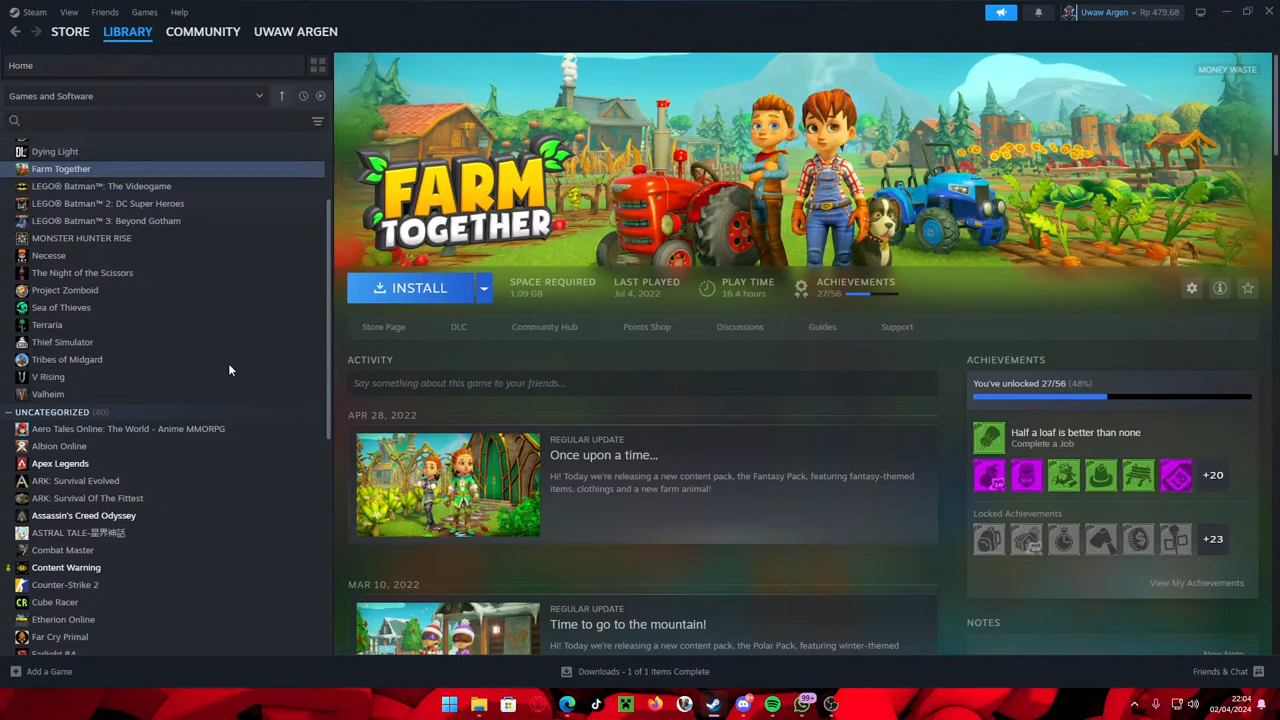 Steam View Friends Games Help
Uwaw Argen Rp 479,68
STORE LIBRARY COMMUNITY UWAW ARGEN
Home
Games and Software
DL Dying Light
Farm Together
LEGO® Batman™: The Videogame
LEGO® Batman™ 2: DC Super Heroes
LEGO® Batman™ 3: Beyond Gotham
MONSTER HUNTER RISE
Necesse
The Night of the Scissors
Project Zomboid
Sea of Thieves
Terraria
Thief Simulator
Tribes of Midgard
V Rising
Valheim
UNCATEGORIZED (40)
Aero Tales Online: The World - Anime MMORPG
Albion Online
Apex Legends
ARK: Survival Evolved
ARK: Survival Of The Fittest
Assassin's Creed Odyssey
ASTRAL TALE-星界神話
Combat Master
Content Warning
Counter-Strike 2
CR Cube Racer
Etherion Online
Far Cry Primal
Farlight 84
MONEY WASTE
FARM
TOGETHER
INSTALL
SPACE REQUIRED
1.09 GB
LAST PLAYED
Jul 4, 2022
PLAY TIME
16.4 hours
ACHIEVEMENTS
27/56
Store Page DLC Community Hub Points Shop Discussions Guides Support
ACTIVITY
Say something about this game to your friends...
APR 28, 2022
REGULAR UPDATE
Once upon a time...
Hi! Today we're releasing a new content pack, the Fantasy Pack, featuring fantasy-themed
items, clothings and a new farm animal!
MAR 10, 2022
REGULAR UPDATE
Time to go to the mountain!
Hi! Today we're releasing a new content pack, the Polar Pack, featuring winter-themed
ACHIEVEMENTS
You've unlocked 27/56 (48%)
Half a loaf is better than none
Complete a Job
+20
Locked Achievements
+23
View My Achievements
NOTES
New Note
Add a Game
Downloads - 1 of 1 Items Complete
Friends & Chat
99+
22:04
02/04/2024